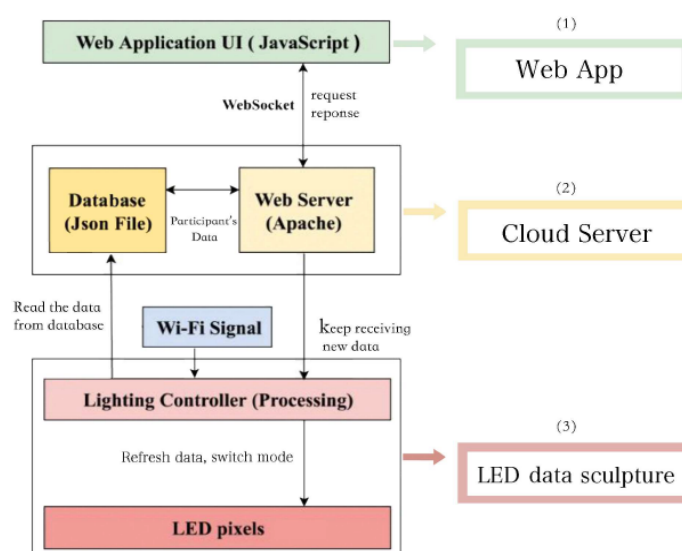 Web Application UI ( JavaScript )
(1)
Web App
WebSocket
request
reponse
Database
(Json File)
Participant's
Data
Web Server
(Apache)
(2)
Cloud Server
Read the data
from database
Wi-Fi Signal
keep receiving
new data
Lighting Controller (Processing)
Refresh data, switch mode
(3)
LED data sculpture
LED pixels